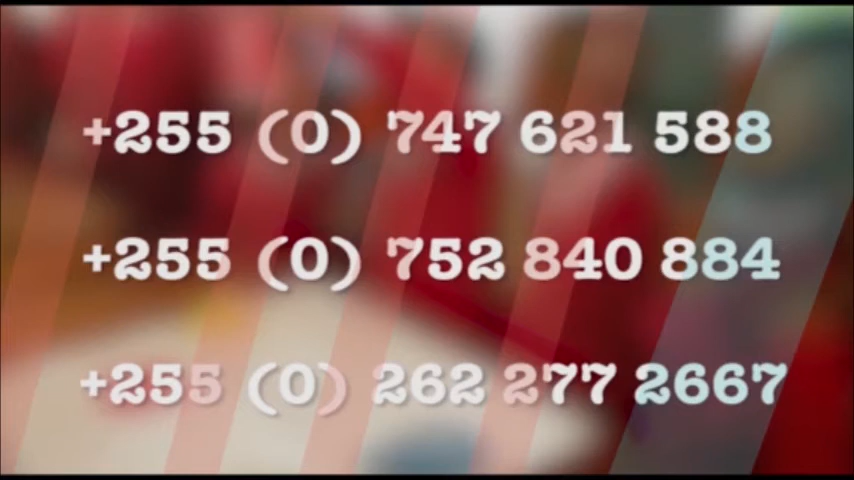 +255 (0) 747 621 588
+255 (0) 752 840 884
+255 (0) 262 277 2667